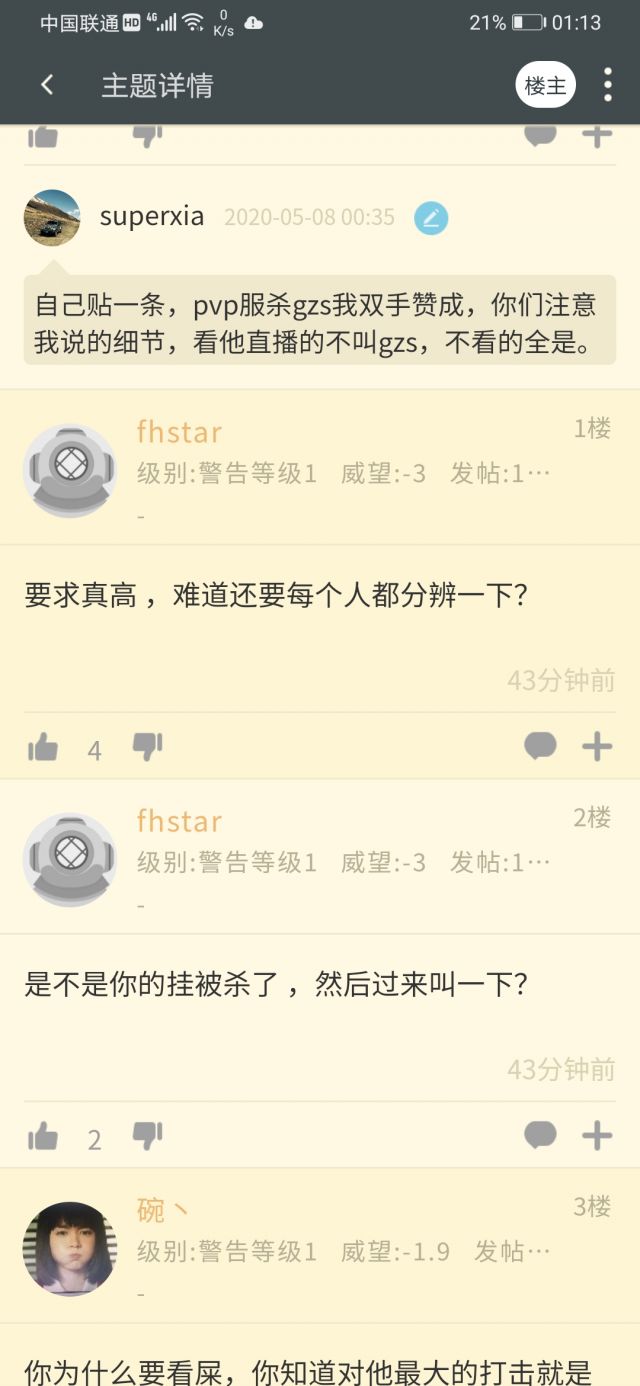 中国联通 HD 4G 0 K/s 21% 01:13
主题详情 楼主
superxia 2020-05-08 00:35
自己贴一条，pvp服杀gzs我双手赞成，你们注意
我说的细节，看他直播的不叫gzs，不看的全是。
fhstar 1楼
级别:警告等级1 威望:-3 发帖:1…
-
要求真高 ，难道还要每个人都分辨一下?
43分钟前
4
fhstar 2楼
级别:警告等级1 威望:-3 发帖:1…
-
是不是你的挂被杀了 ，然后过来叫一下?
43分钟前
2
碗丶 3楼
级别:警告等级1 威望:-1.9 发帖…
-
你为什么要看屎，你知道对他最大的打击就是